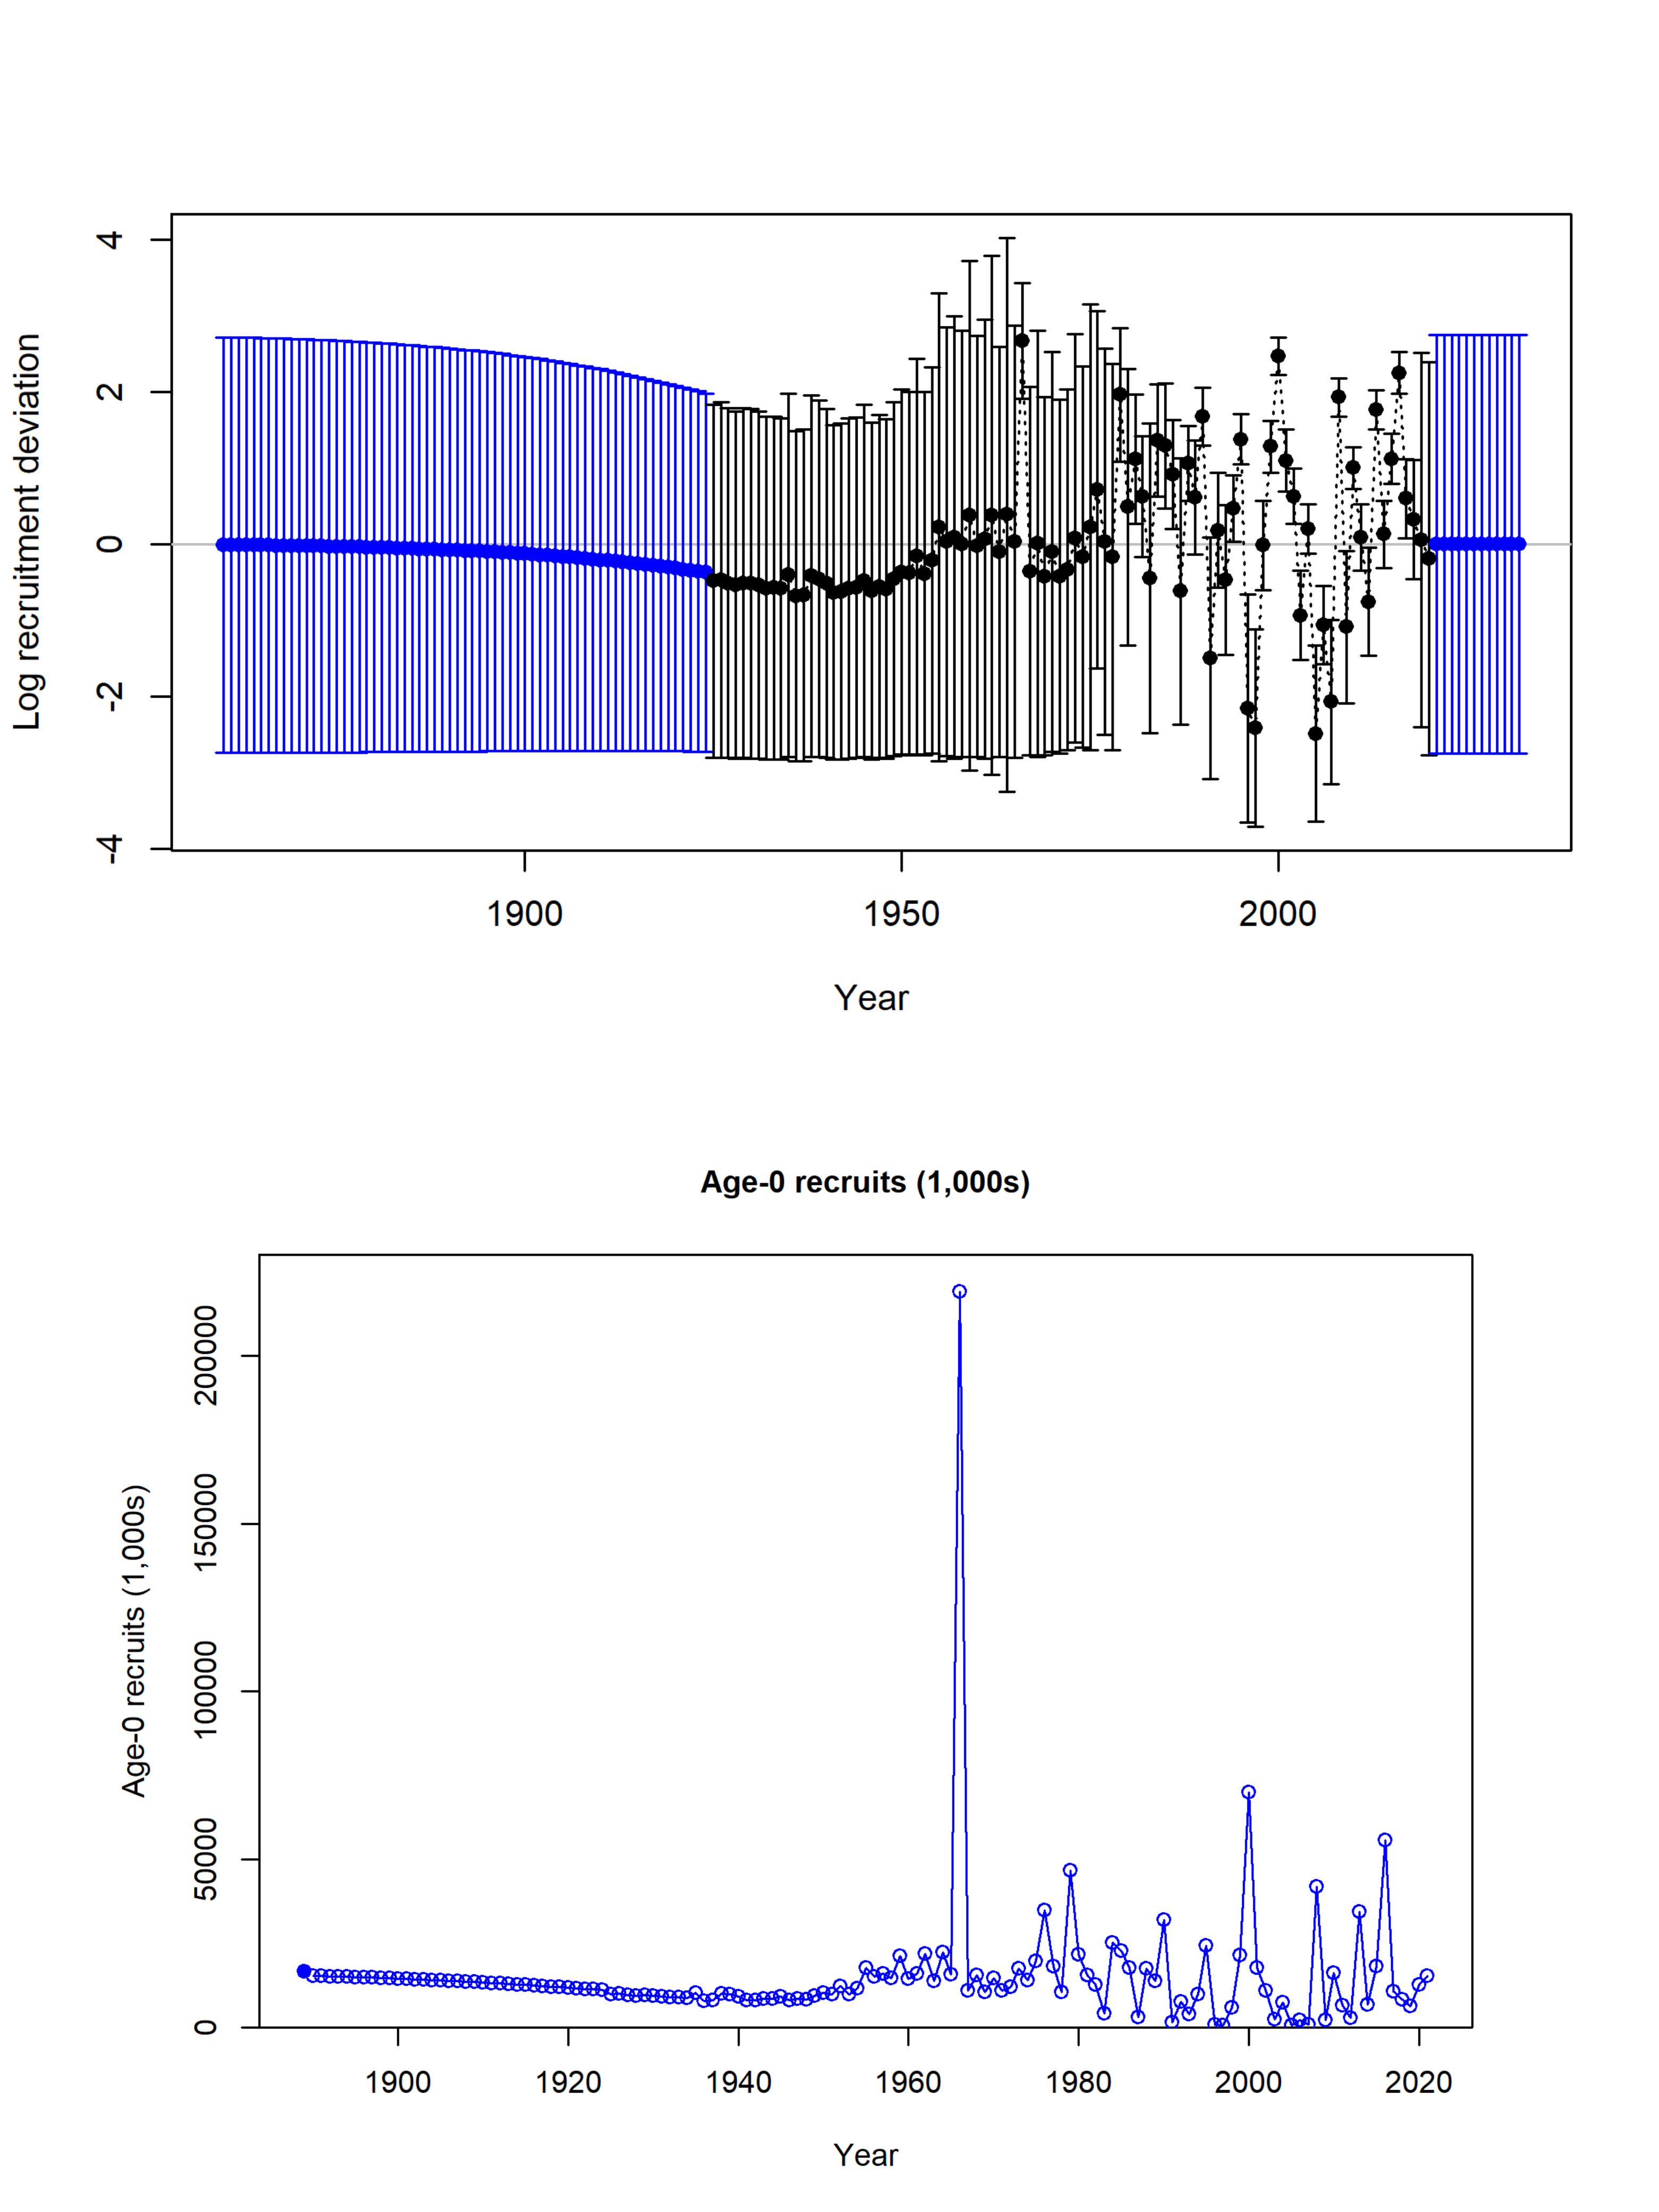 4
2
0
-2
-4
Log recruitment deviation
1900 1950 2000
Year
Age-0 recruits (1,000s)
200000
150000
100000
50000
0
Age-0 recruits (1,000s)
1900 1920 1940 1960 1980 2000 2020
Year